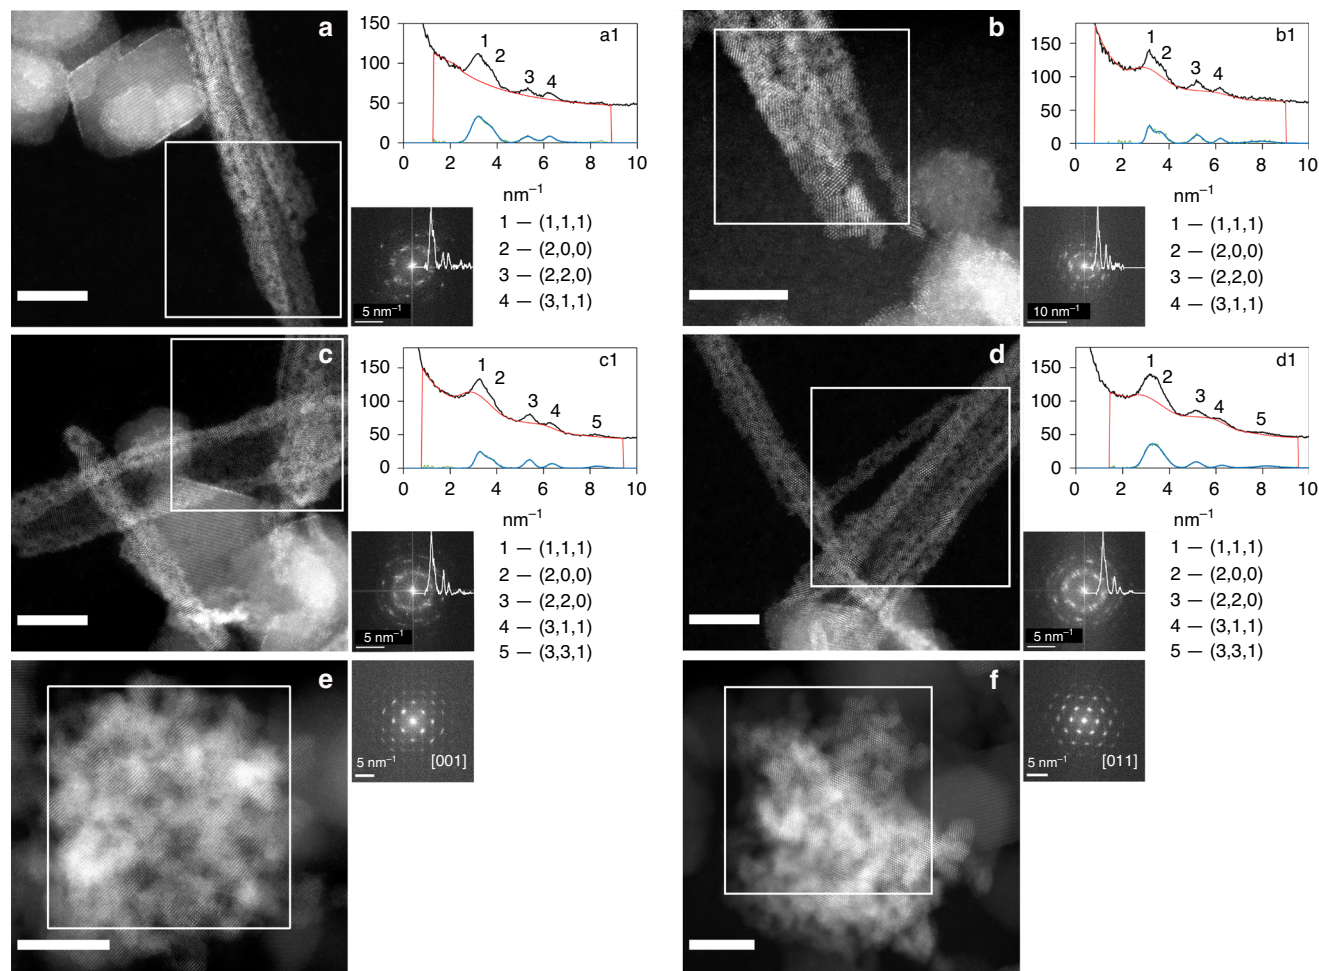 a
150
100
50
0
a1
1
2
3
4
0 2 4 6 8 10
nm−1
1 — (1,1,1)
2 — (2,0,0)
3 — (2,2,0)
4 — (3,1,1)
5 nm−1
b
150
100
50
0
b1
1
2
3
4
0 2 4 6 8 10
nm−1
1 — (1,1,1)
2 — (2,0,0)
3 — (2,2,0)
4 — (3,1,1)
10 nm−1
c
150
100
50
0
c1
1
2
3
4
5
0 2 4 6 8 10
nm−1
1 — (1,1,1)
2 — (2,0,0)
3 — (2,2,0)
4 — (3,1,1)
5 — (3,3,1)
5 nm−1
d
150
100
50
0
d1
1
2
3
4
5
0 2 4 6 8 10
nm−1
1 — (1,1,1)
2 — (2,0,0)
3 — (2,2,0)
4 — (3,1,1)
5 — (3,3,1)
5 nm−1
e
5 nm−1
[001]
f
5 nm−1
[011]